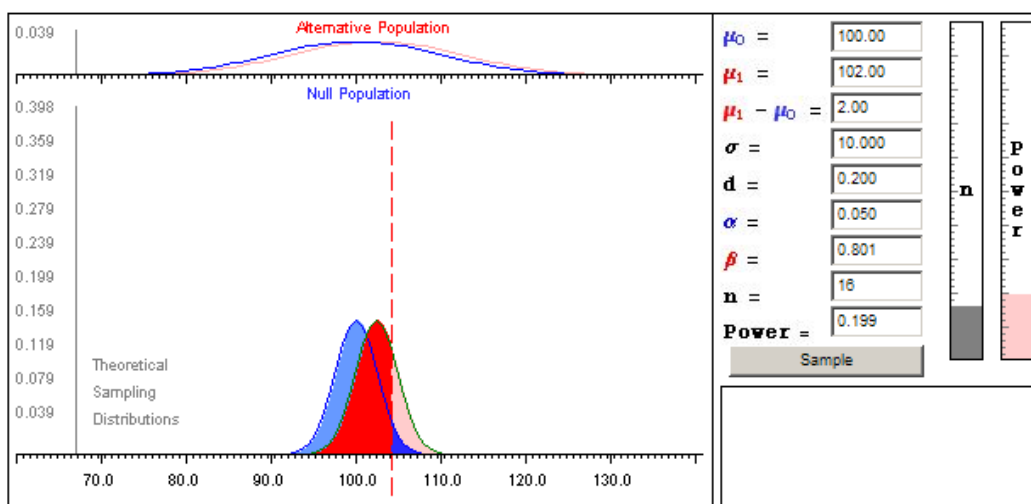 0.039
Alternative Population
Null Population
0.398
0.359
0.319
0.279
0.239
0.199
0.159
0.119
0.079
0.039
Theoretical
Sampling
Distributions
70.0 80.0 90.0 100.0 110.0 120.0 130.0
μ₀ = 100.00
μ₁ = 102.00
μ₁ - μ₀ = 2.00
σ = 10.000
d = 0.200
α = 0.050
β = 0.801
n = 16
Power = 0.199
Sample
n
power